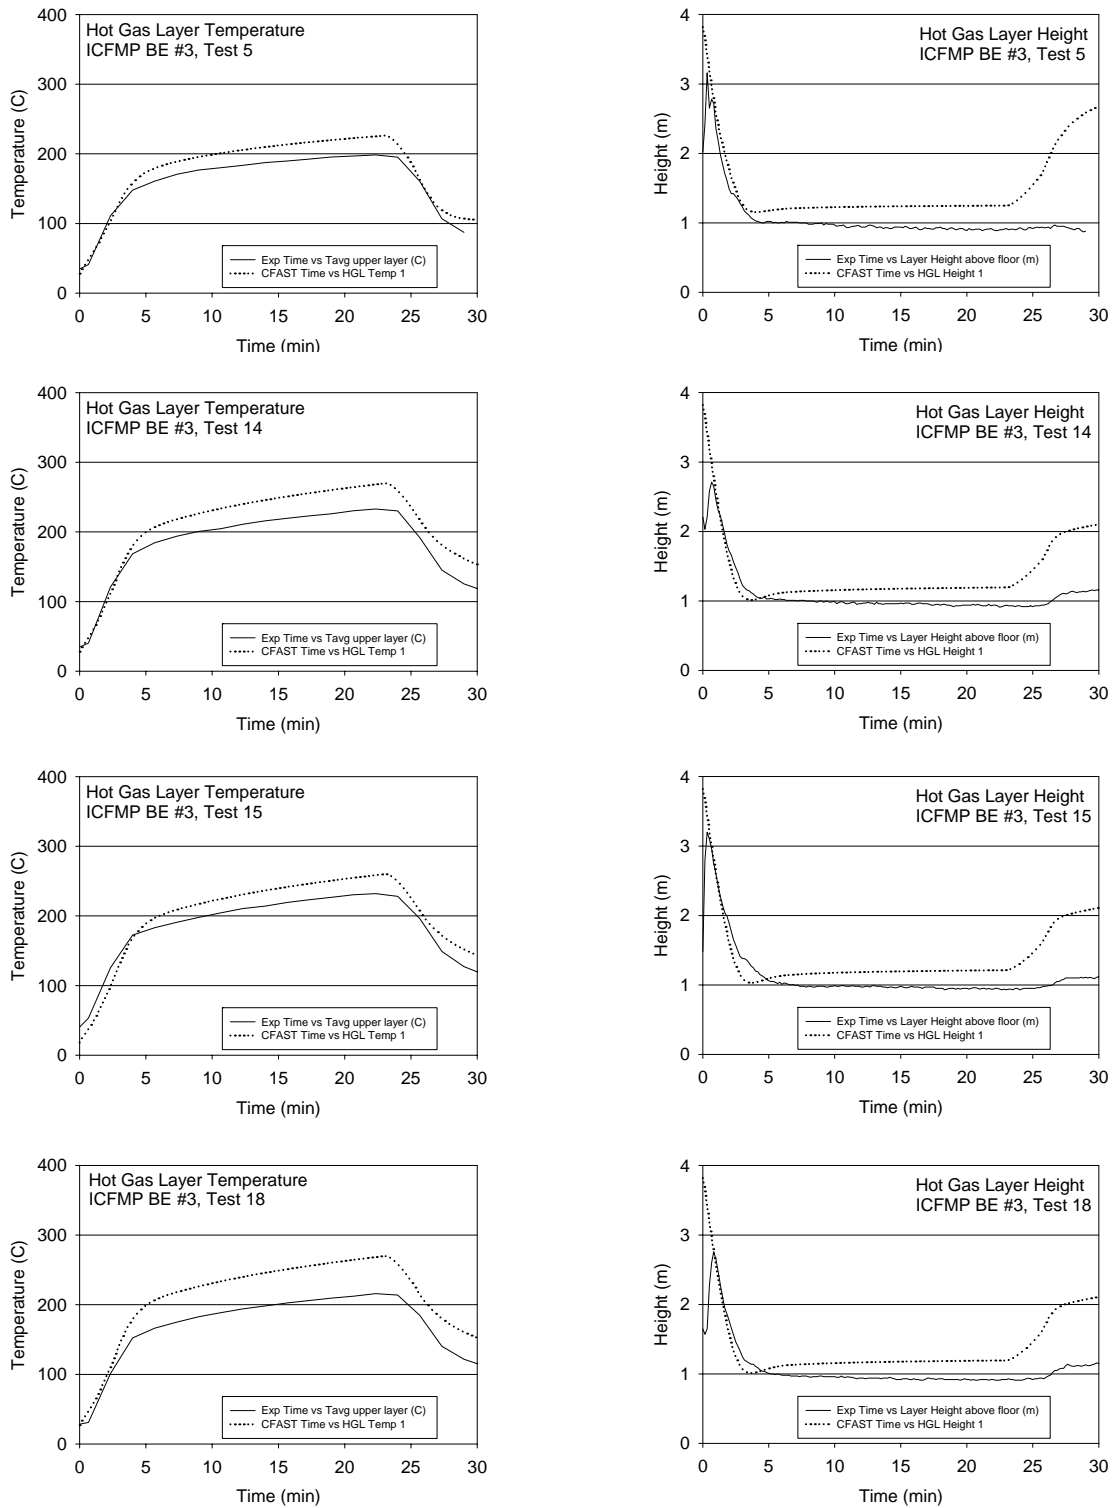 Hot Gas Layer Temperature
ICFMP BE #3, Test 5
Temperature (C)
400
300
200
100
0
Exp Time vs Tavg upper layer (C)
CFAST Time vs HGL Temp 1
0 5 10 15 20 25 30
Time (min)
Hot Gas Layer Height
ICFMP BE #3, Test 5
Height (m)
4
3
2
1
0
Exp Time vs Layer Height above floor (m)
CFAST Time vs HGL Height 1
0 5 10 15 20 25 30
Time (min)
Hot Gas Layer Temperature
ICFMP BE #3, Test 14
Temperature (C)
400
300
200
100
0
Exp Time vs Tavg upper layer (C)
CFAST Time vs HGL Temp 1
0 5 10 15 20 25 30
Time (min)
Hot Gas Layer Height
ICFMP BE #3, Test 14
Height (m)
4
3
2
1
0
Exp Time vs Layer Height above floor (m)
CFAST Time vs HGL Height 1
0 5 10 15 20 25 30
Time (min)
Hot Gas Layer Temperature
ICFMP BE #3, Test 15
Temperature (C)
400
300
200
100
0
Exp Time vs Tavg upper layer (C)
CFAST Time vs HGL Temp 1
0 5 10 15 20 25 30
Time (min)
Hot Gas Layer Height
ICFMP BE #3, Test 15
Height (m)
4
3
2
1
0
Exp Time vs Layer Height above floor (m)
CFAST Time vs HGL Height 1
0 5 10 15 20 25 30
Time (min)
Hot Gas Layer Temperature
ICFMP BE #3, Test 18
Temperature (C)
400
300
200
100
0
Exp Time vs Tavg upper layer (C)
CFAST Time vs HGL Temp 1
0 5 10 15 20 25 30
Time (min)
Hot Gas Layer Height
ICFMP BE #3, Test 18
Height (m)
4
3
2
1
0
Exp Time vs Layer Height above floor (m)
CFAST Time vs HGL Height 1
0 5 10 15 20 25 30
Time (min)